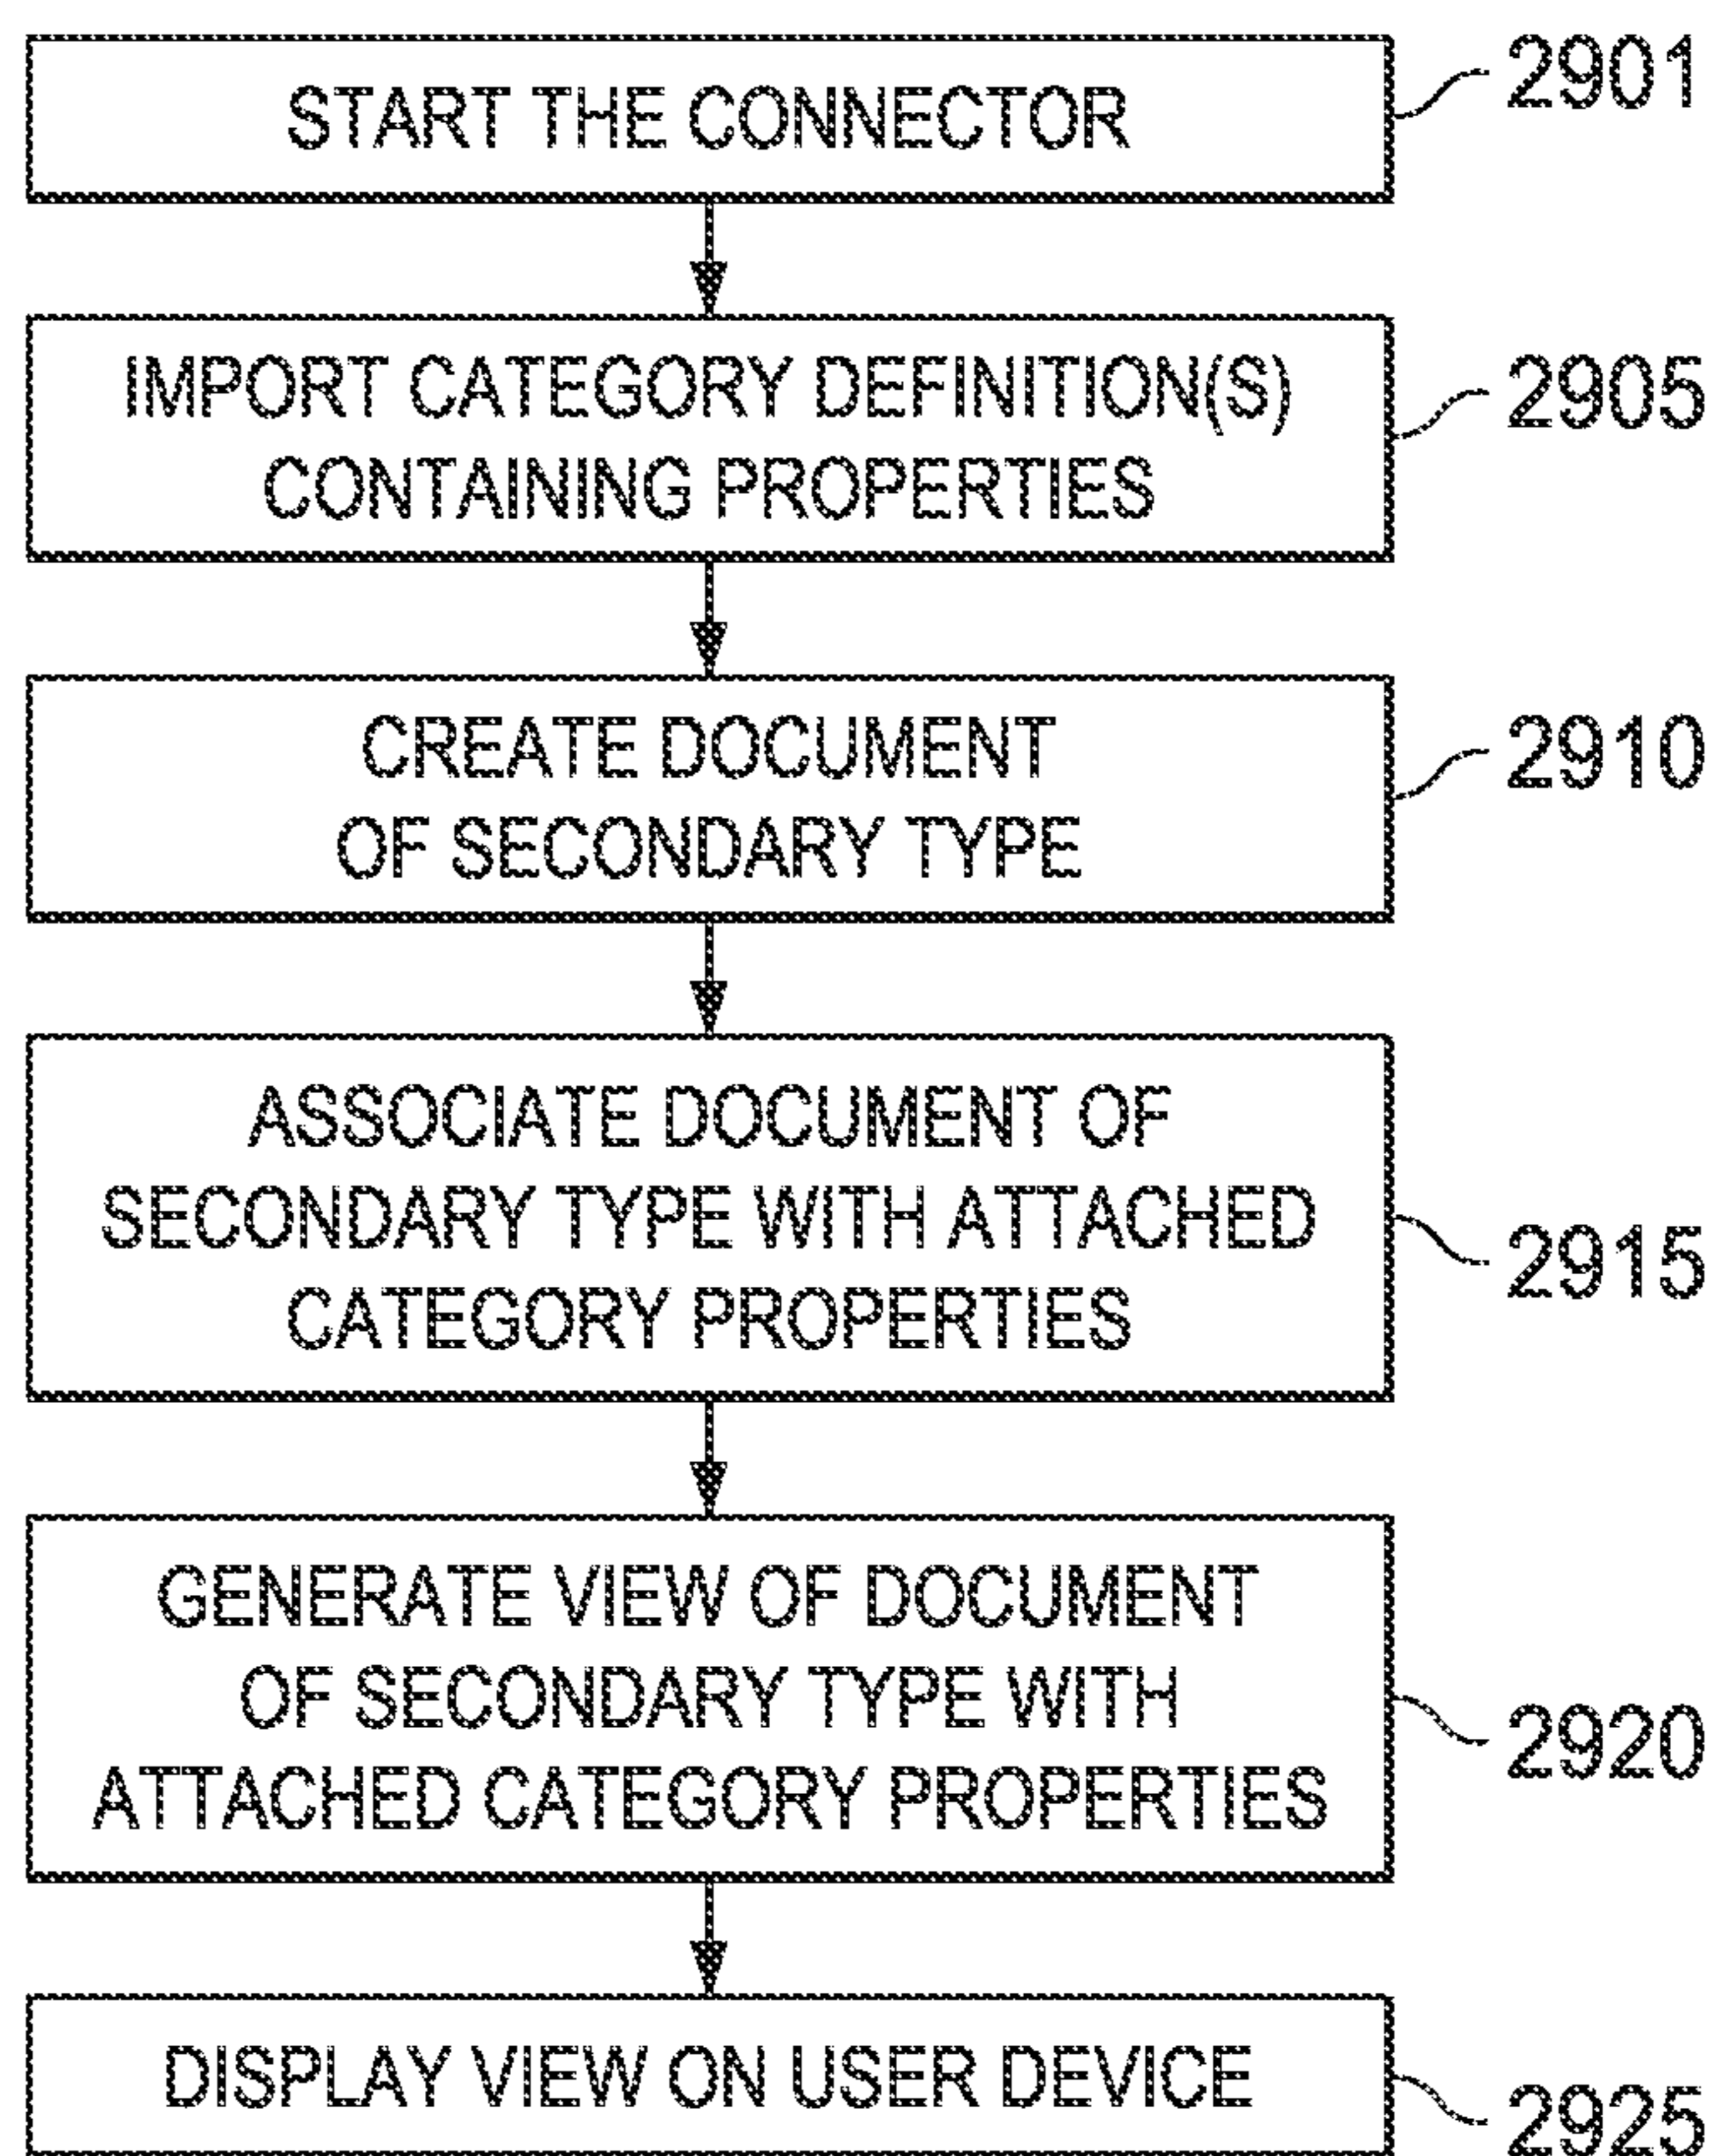 START THE CONNECTOR
2901
IMPORT CATEGORY DEFINITION(S)
CONTAINING PROPERTIES
2905
CREATE DOCUMENT
OF SECONDARY TYPE
2910
ASSOCIATE DOCUMENT OF
SECONDARY TYPE WITH ATTACHED
CATEGORY PROPERTIES
2915
GENERATE VIEW OF DOCUMENT
OF SECONDARY TYPE WITH
ATTACHED CATEGORY PROPERTIES
2920
DISPLAY VIEW ON USER DEVICE
2925